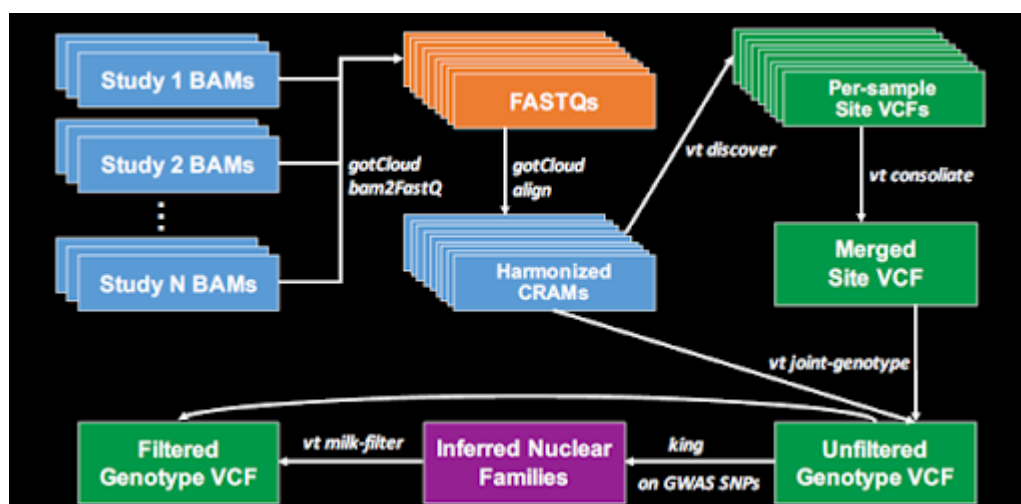 Study 1 BAMs
Study 2 BAMs
⋮
Study N BAMs
gotCloud
bam2FastQ
FASTQs
gotCloud
align
Harmonized
CRAMs
vt discover
Per-sample
Site VCFs
vt consoliate
Merged
Site VCF
vt joint-genotype
Filtered
Genotype VCF
vt milk-filter
Inferred Nuclear
Families
king
on GWAS SNPs
Unfiltered
Genotype VCF